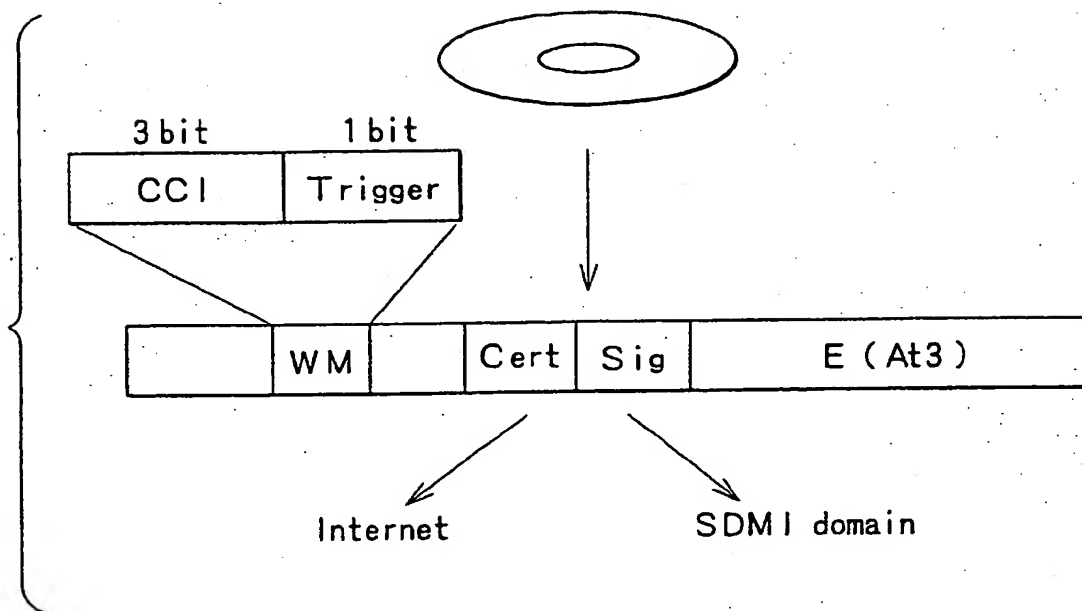 3 bit 1 bit
CCI Trigger
WM Cert Sig E (At3)
Internet SDMI domain